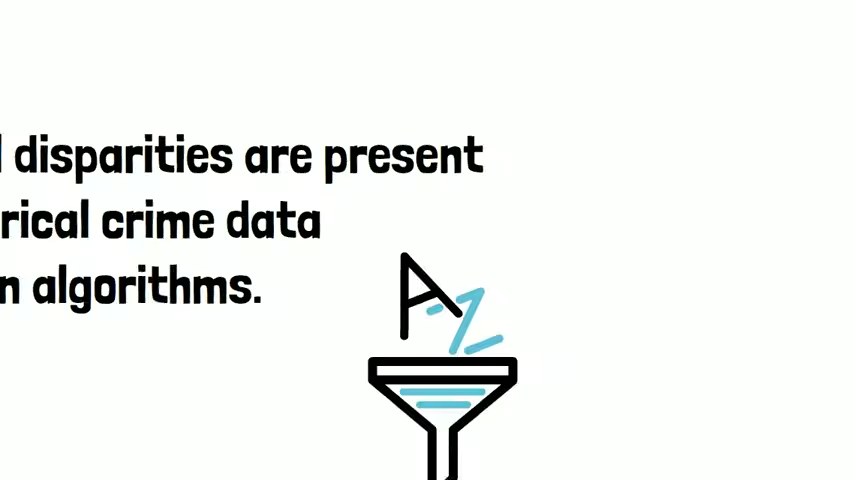 disparities are present
rical crime data
n algorithms.
A
Z